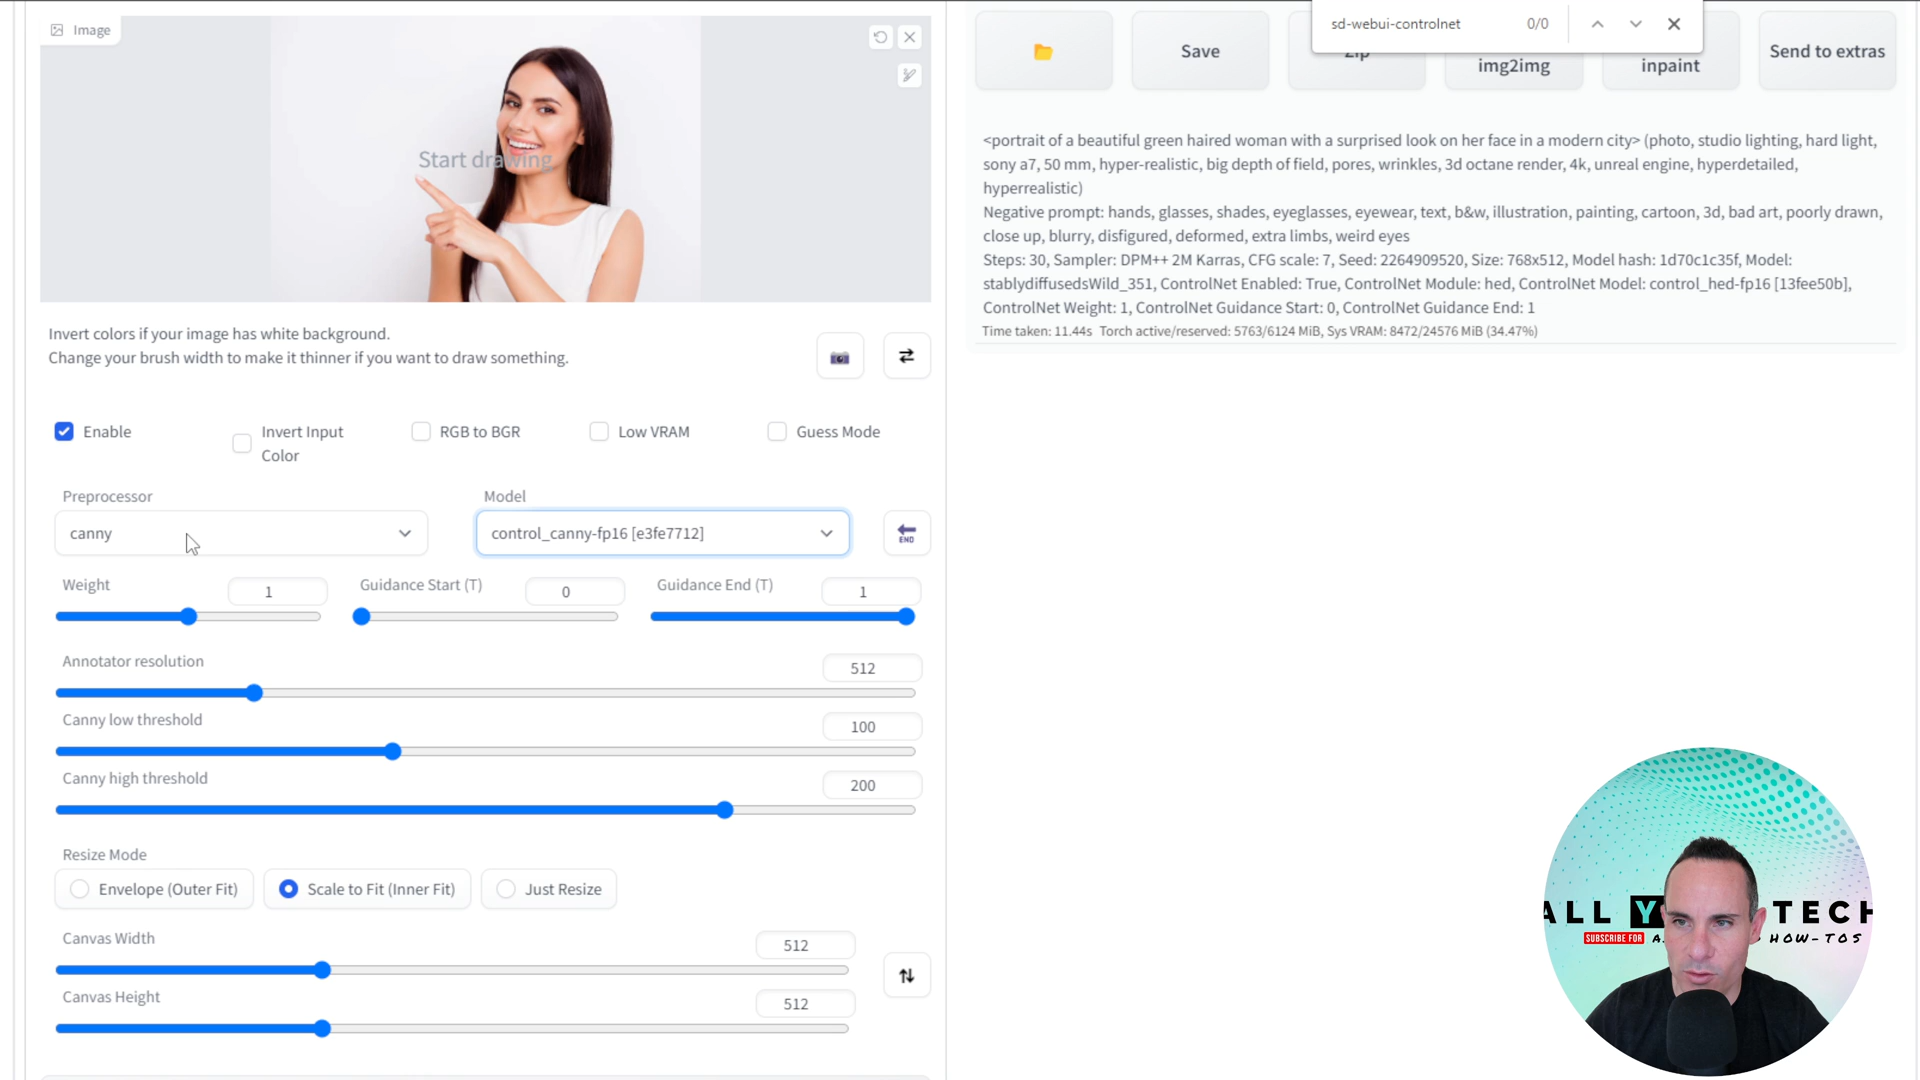 Image
Start drawing
Invert colors if your image has white background.
Change your brush width to make it thinner if you want to draw something.
Enable
Invert Input
Color
RGB to BGR
Low VRAM
Guess Mode
Preprocessor
Model
canny
control_canny-fp16 [e3fe7712]
END
Weight
1
Guidance Start (T)
0
Guidance End (T)
1
Annotator resolution
512
Canny low threshold
100
Canny high threshold
200
Resize Mode
Envelope (Outer Fit)
Scale to Fit (Inner Fit)
Just Resize
Canvas Width
512
Canvas Height
512
sd-webui-controlnet
0/0
Save
Zip
img2img
inpaint
Send to extras
<portrait of a beautiful green haired woman with a surprised look on her face in a modern city> (photo, studio lighting, hard light,
sony a7, 50 mm, hyper-realistic, big depth of field, pores, wrinkles, 3d octane render, 4k, unreal engine, hyperdetailed,
hyperrealistic)
Negative prompt: hands, glasses, shades, eyeglasses, eyewear, text, b&w, illustration, painting, cartoon, 3d, bad art, poorly drawn,
close up, blurry, disfigured, deformed, extra limbs, weird eyes
Steps: 30, Sampler: DPM++ 2M Karras, CFG scale: 7, Seed: 2264909520, Size: 768x512, Model hash: 1d70c1c35f, Model:
stablydiffusedsWild_351, ControlNet Enabled: True, ControlNet Module: hed, ControlNet Model: control_hed-fp16 [13fee50b],
ControlNet Weight: 1, ControlNet Guidance Start: 0, ControlNet Guidance End: 1
Time taken: 11.44s Torch active/reserved: 5763/6124 MiB, Sys VRAM: 8472/24576 MiB (34.47%)
ALL Y TECH
SUBSCRIBE FOR A HOW-TOS